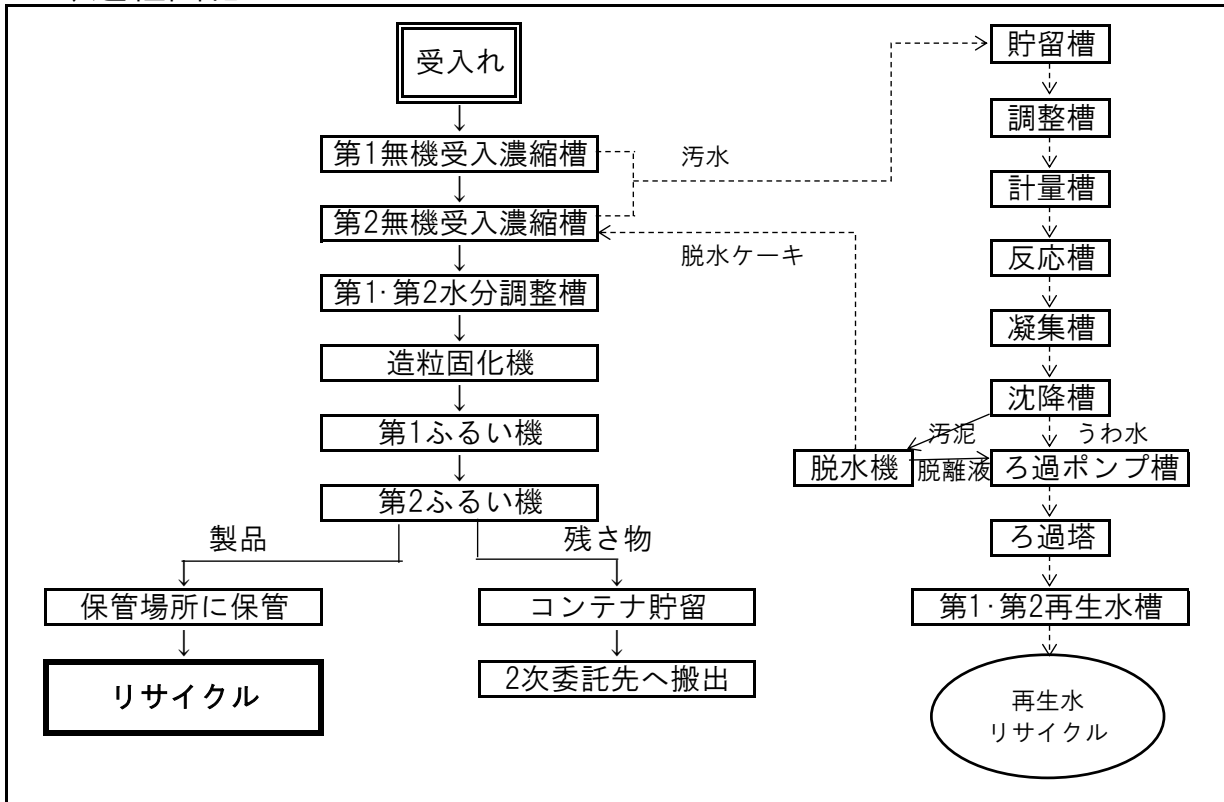 受入れ
第1無機受入濃縮槽
第2無機受入濃縮槽
第1·第2水分調整槽
造粒固化機
第1ふるい機
第2ふるい機
製品
残さ物
保管場所に保管
コンテナ貯留
リサイクル
2次委託先へ搬出
汚水
脱水ケーキ
貯留槽
調整槽
計量槽
反応槽
凝集槽
沈降槽
汚泥
うわ水
脱水機
脱離液
ろ過ポンプ槽
ろ過塔
第1·第2再生水槽
再生水
リサイクル